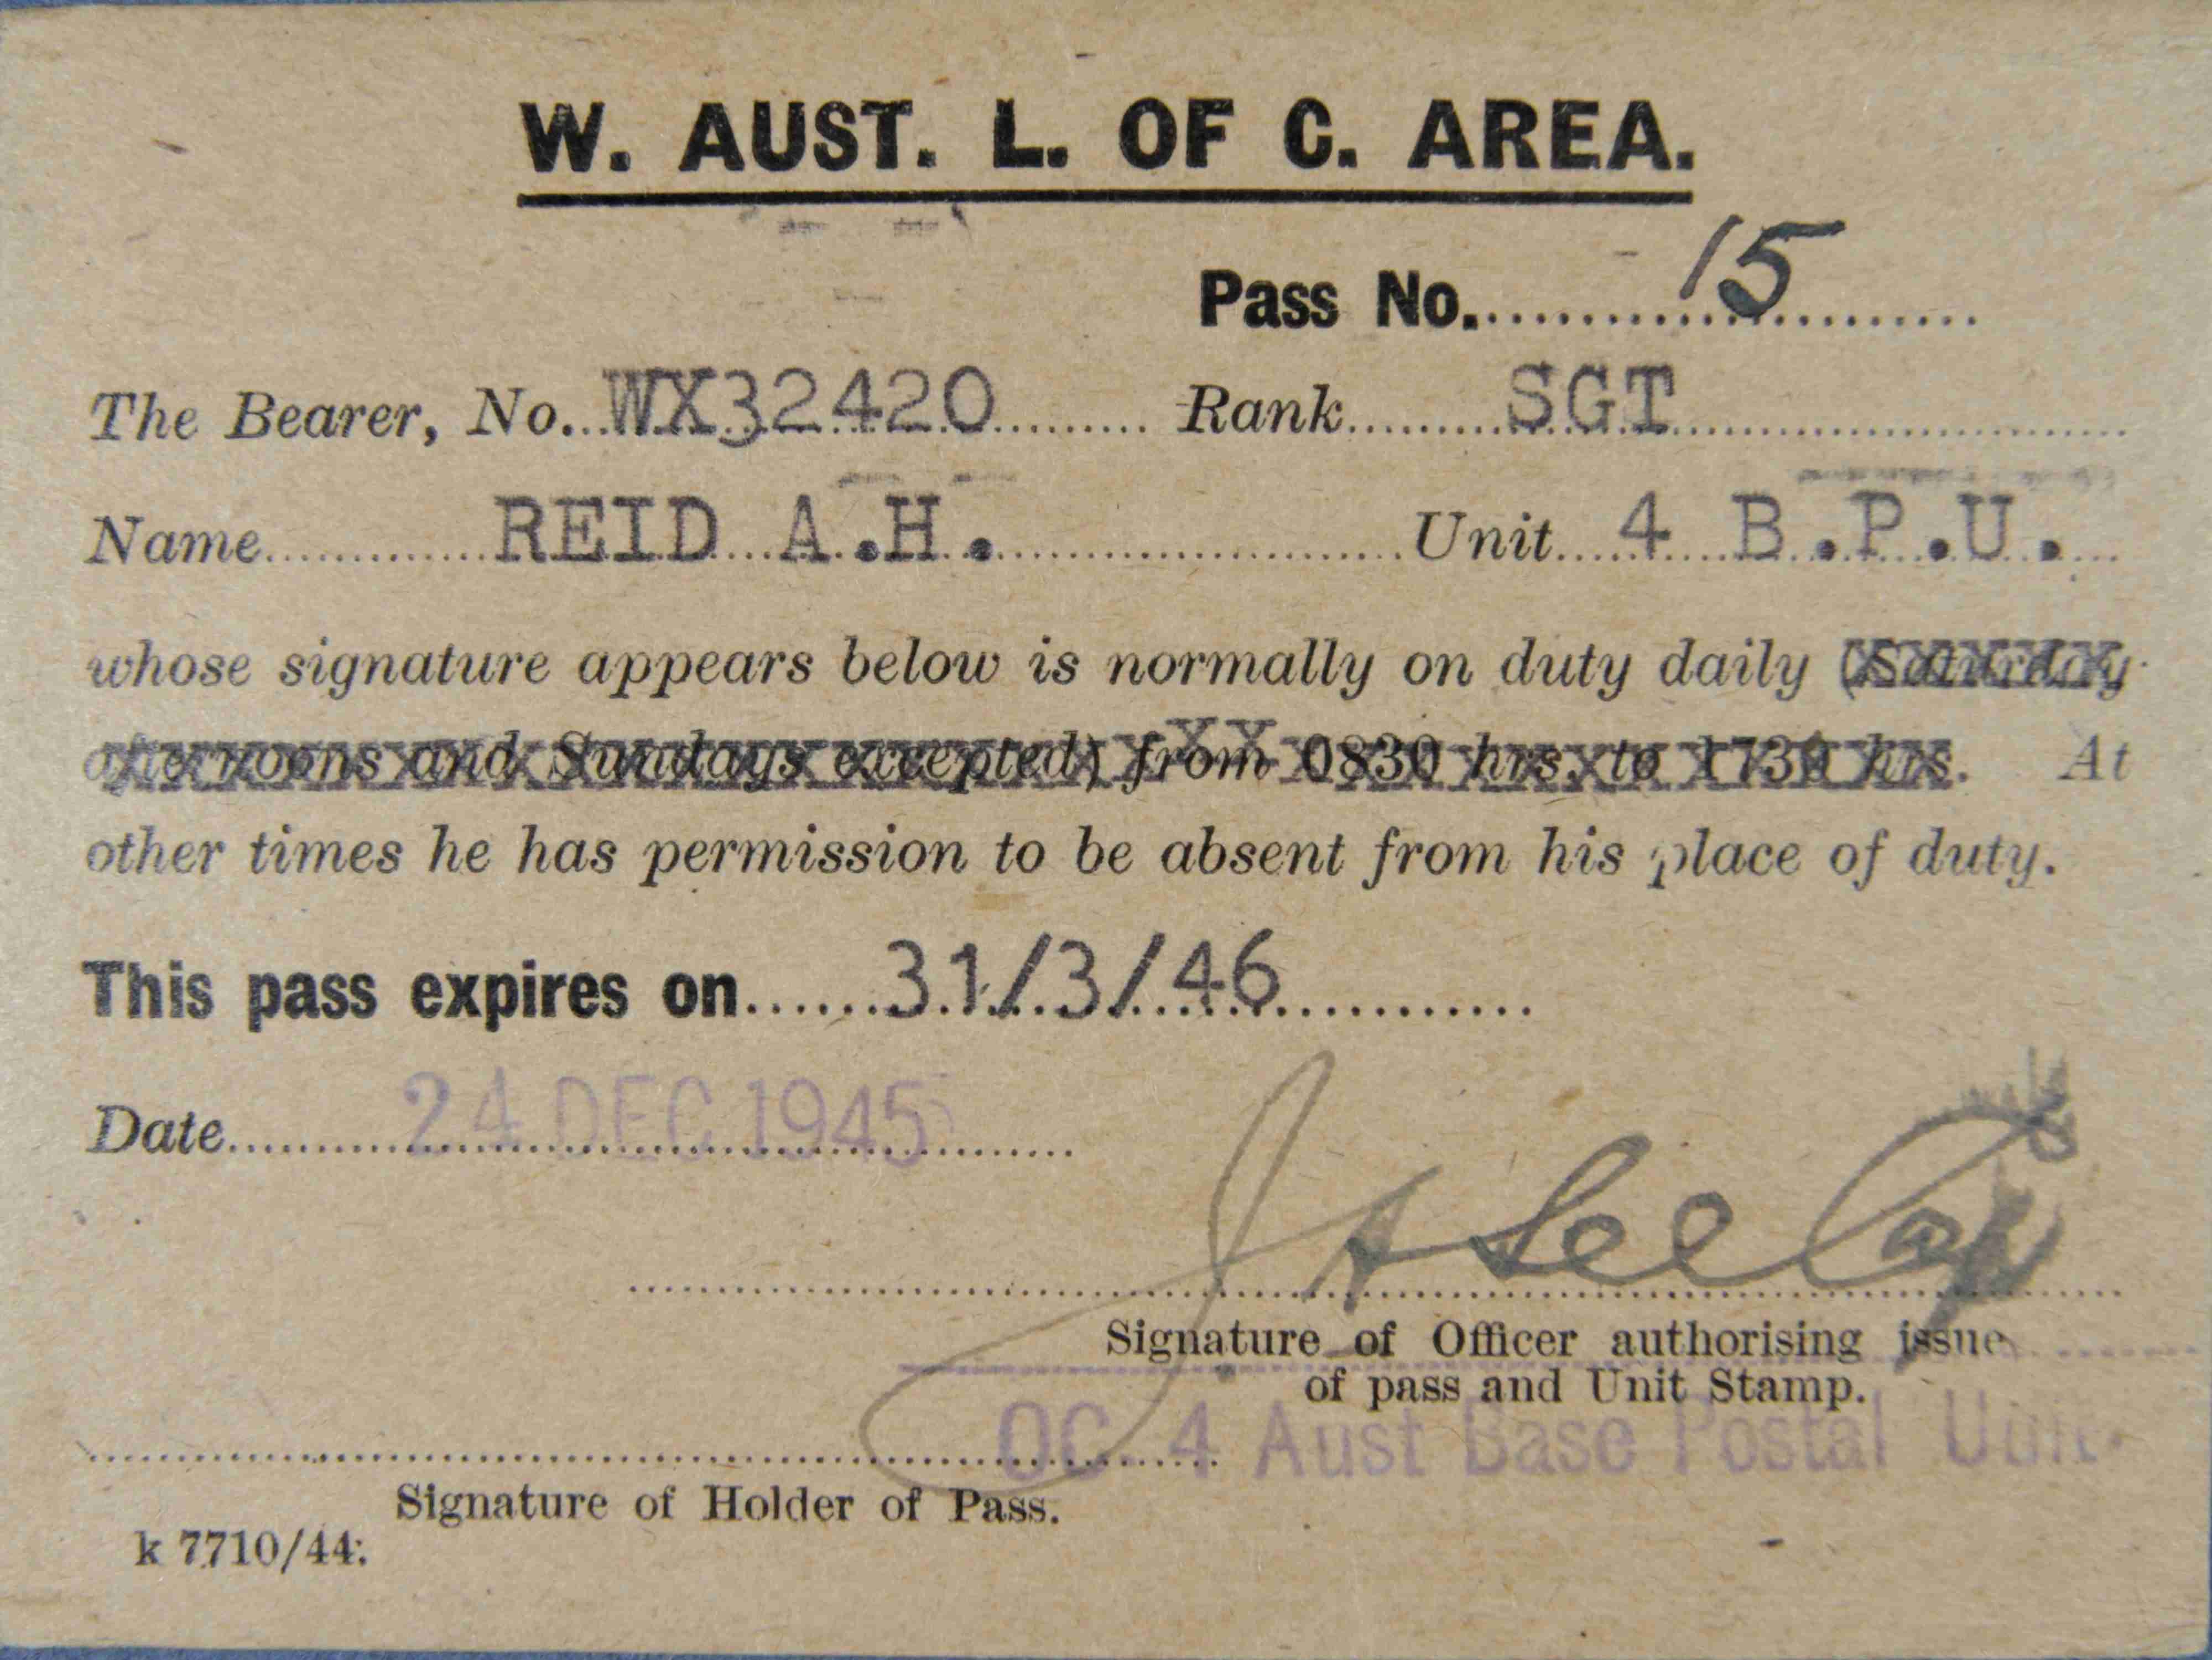 W. AUST. L. OF C. AREA.
Pass No. 15
The Bearer, No. WX32420 Rank SGT
Name REID A.H. Unit 4 B.P.U.
whose signature appears below is normally on duty daily (Saturday
afternoons and Sundays excepted) from 0830 hrs. to 1730 hrs. At
other times he has permission to be absent from his place of duty.
This pass expires on 31/3/46
Date 24 DEC 1945
Signature of Officer authorising issue
of pass and Unit Stamp.
OC 4 Aust Base Postal Unit
Signature of Holder of Pass.
k 7710/44.